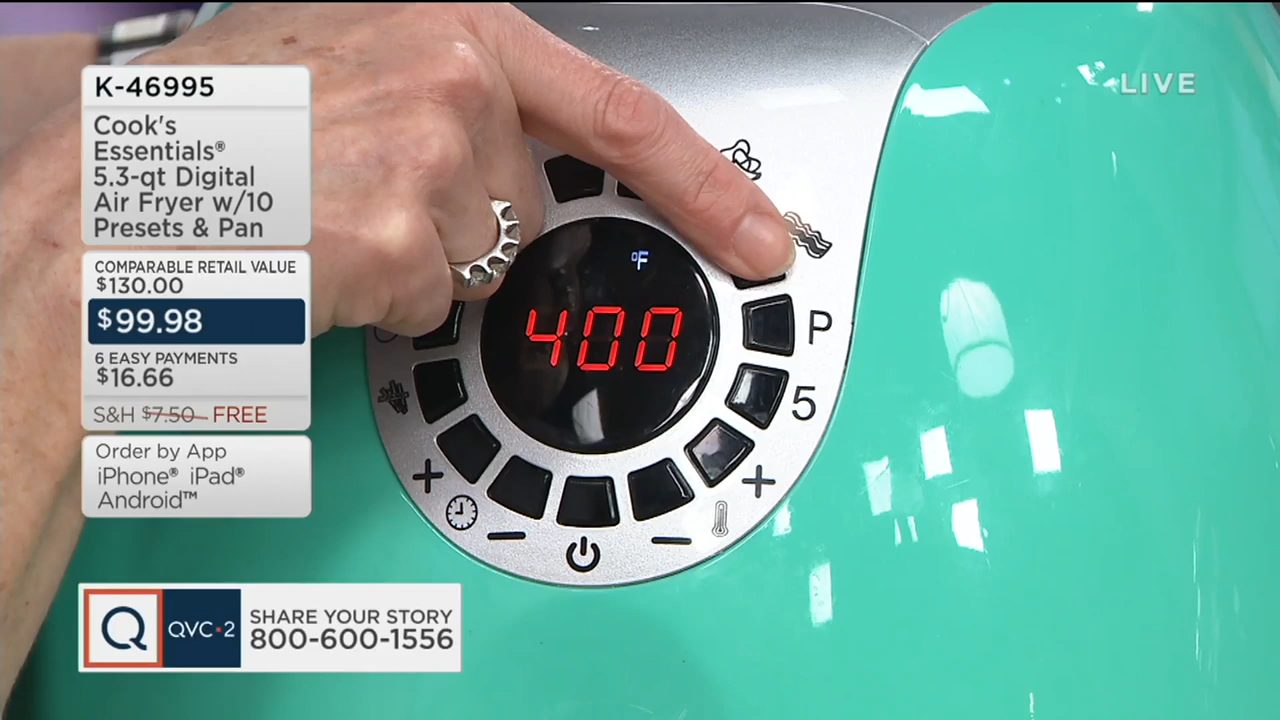 K-46995
Cook's
Essentials®
5.3-qt Digital
Air Fryer w/10
Presets & Pan
COMPARABLE RETAIL VALUE
$130.00
$99.98
6 EASY PAYMENTS
$16.66
S&H $7.50 FREE
Order by App
iPhone® iPad®
Android™
Q QVC•2
SHARE YOUR STORY
800-600-1556
LIVE
°F
400
P
5
+
+
—
—